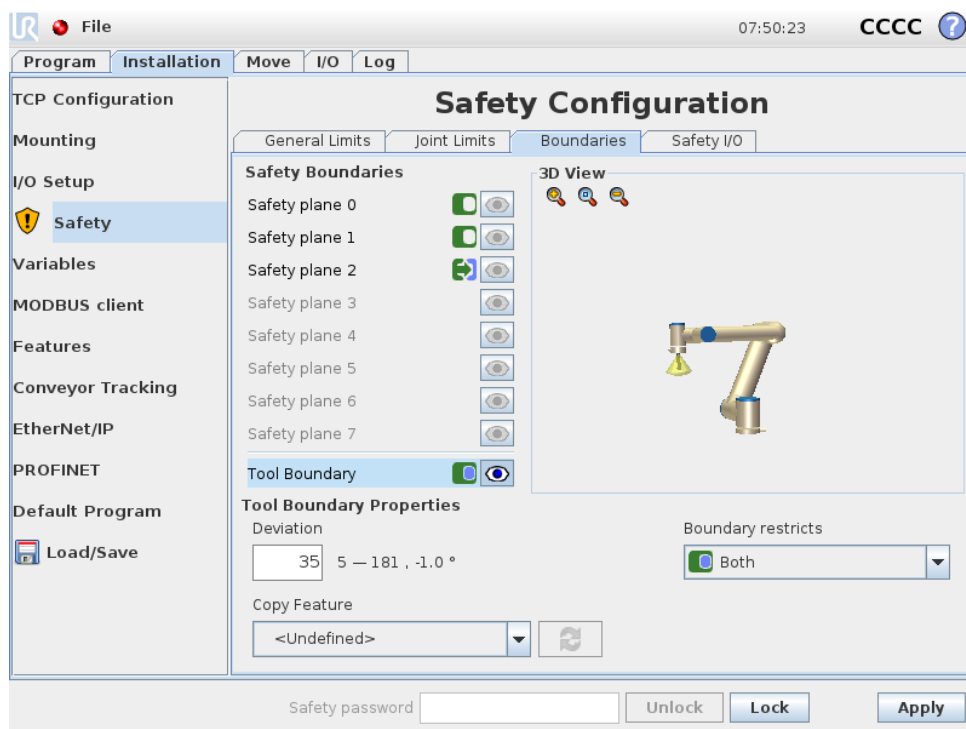 UR File 07:50:23 CCCC ?
Program Installation Move I/O Log
TCP Configuration
Mounting
I/O Setup
Safety
Variables
MODBUS client
Features
Conveyor Tracking
EtherNet/IP
PROFINET
Default Program
Load/Save
Safety Configuration
General Limits Joint Limits Boundaries Safety I/O
Safety Boundaries
Safety plane 0
Safety plane 1
Safety plane 2
Safety plane 3
Safety plane 4
Safety plane 5
Safety plane 6
Safety plane 7
Tool Boundary
3D View
Tool Boundary Properties
Deviation
35 5 — 181 , -1.0 °
Boundary restricts
Both
Copy Feature
<Undefined>
Safety password Unlock Lock Apply